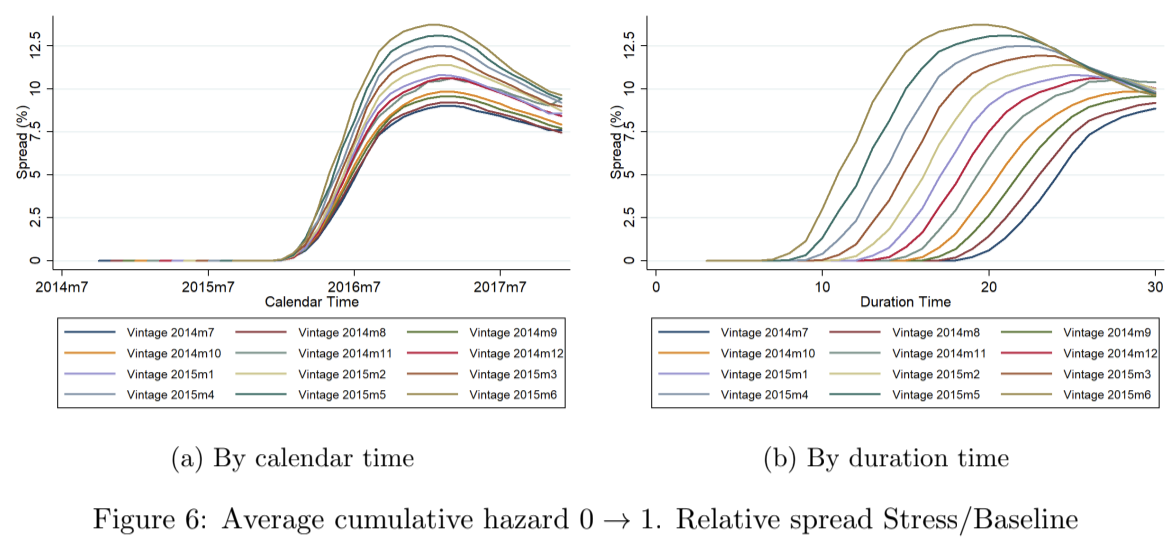 Spread (%)
0 2.5 5 7.5 10 12.5
2014m7 2015m7 2016m7 2017m7
Calendar Time
Vintage 2014m7 Vintage 2014m8 Vintage 2014m9
Vintage 2014m10 Vintage 2014m11 Vintage 2014m12
Vintage 2015m1 Vintage 2015m2 Vintage 2015m3
Vintage 2015m4 Vintage 2015m5 Vintage 2015m6
(a) By calendar time
Spread (%)
0 2.5 5 7.5 10 12.5
0 10 20 30
Duration Time
Vintage 2014m7 Vintage 2014m8 Vintage 2014m9
Vintage 2014m10 Vintage 2014m11 Vintage 2014m12
Vintage 2015m1 Vintage 2015m2 Vintage 2015m3
Vintage 2015m4 Vintage 2015m5 Vintage 2015m6
(b) By duration time
Figure 6: Average cumulative hazard 0 → 1. Relative spread Stress/Baseline